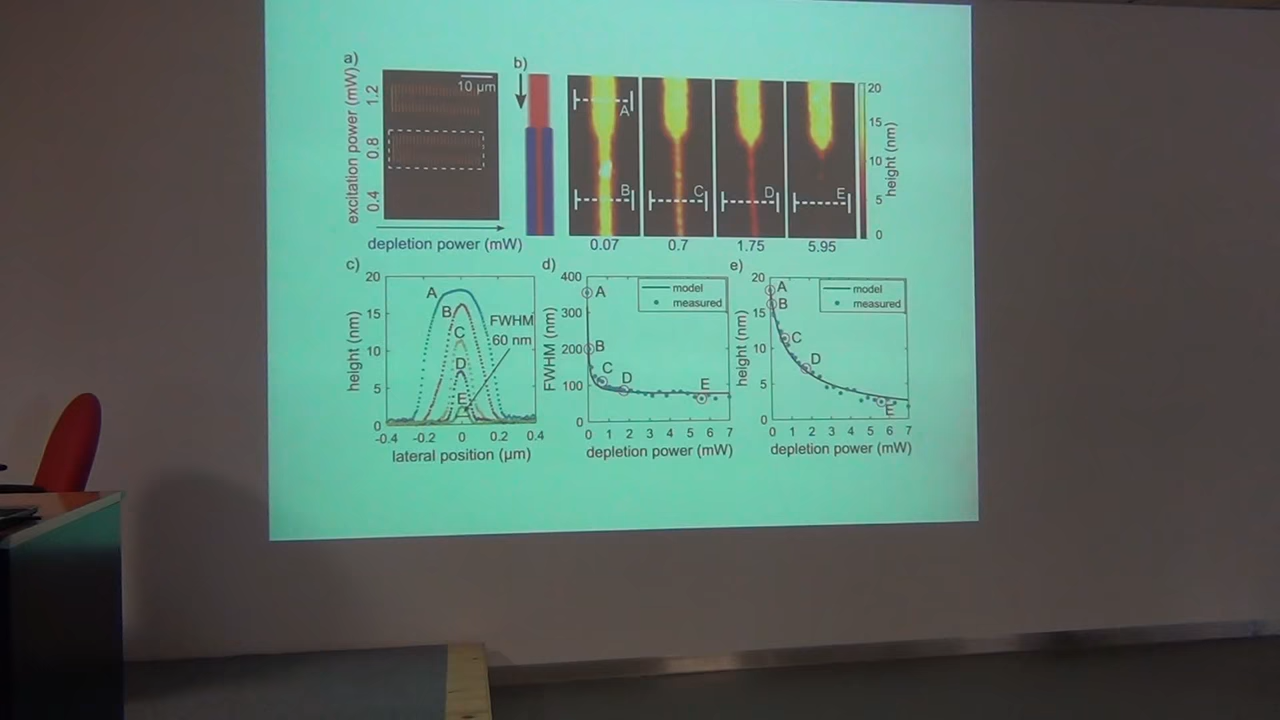 a)
10 µm
excitation power (mW)
1.2
0.8
0.4
depletion power (mW)
b)
A
B
C
D
E
0.07 0.7 1.75 5.95
20
15
10
5
0
height (nm)
c)
20
15
10
5
0
height (nm)
A
B
C
D
E
FWHM
60 nm
-0.4 -0.2 0 0.2 0.4
lateral position (µm)
d)
400
300
200
100
0
FWHM (nm)
model
measured
A
B
C
D
E
0 1 2 3 4 5 6 7
depletion power (mW)
e)
20
15
10
5
0
height (nm)
model
measured
A
B
C
D
E
0 1 2 3 4 5 6 7
depletion power (mW)